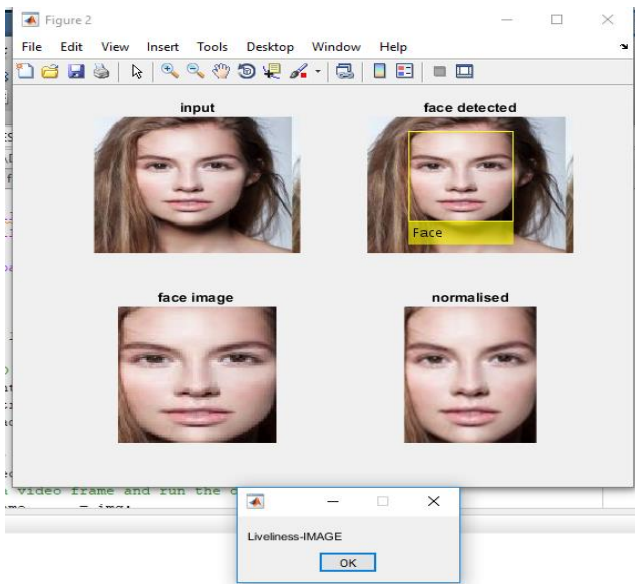 Figure 2
File Edit View Insert Tools Desktop Window Help
input
face detected
Face
face image
normalised
video frame and run the
= img;
Liveliness-IMAGE
OK